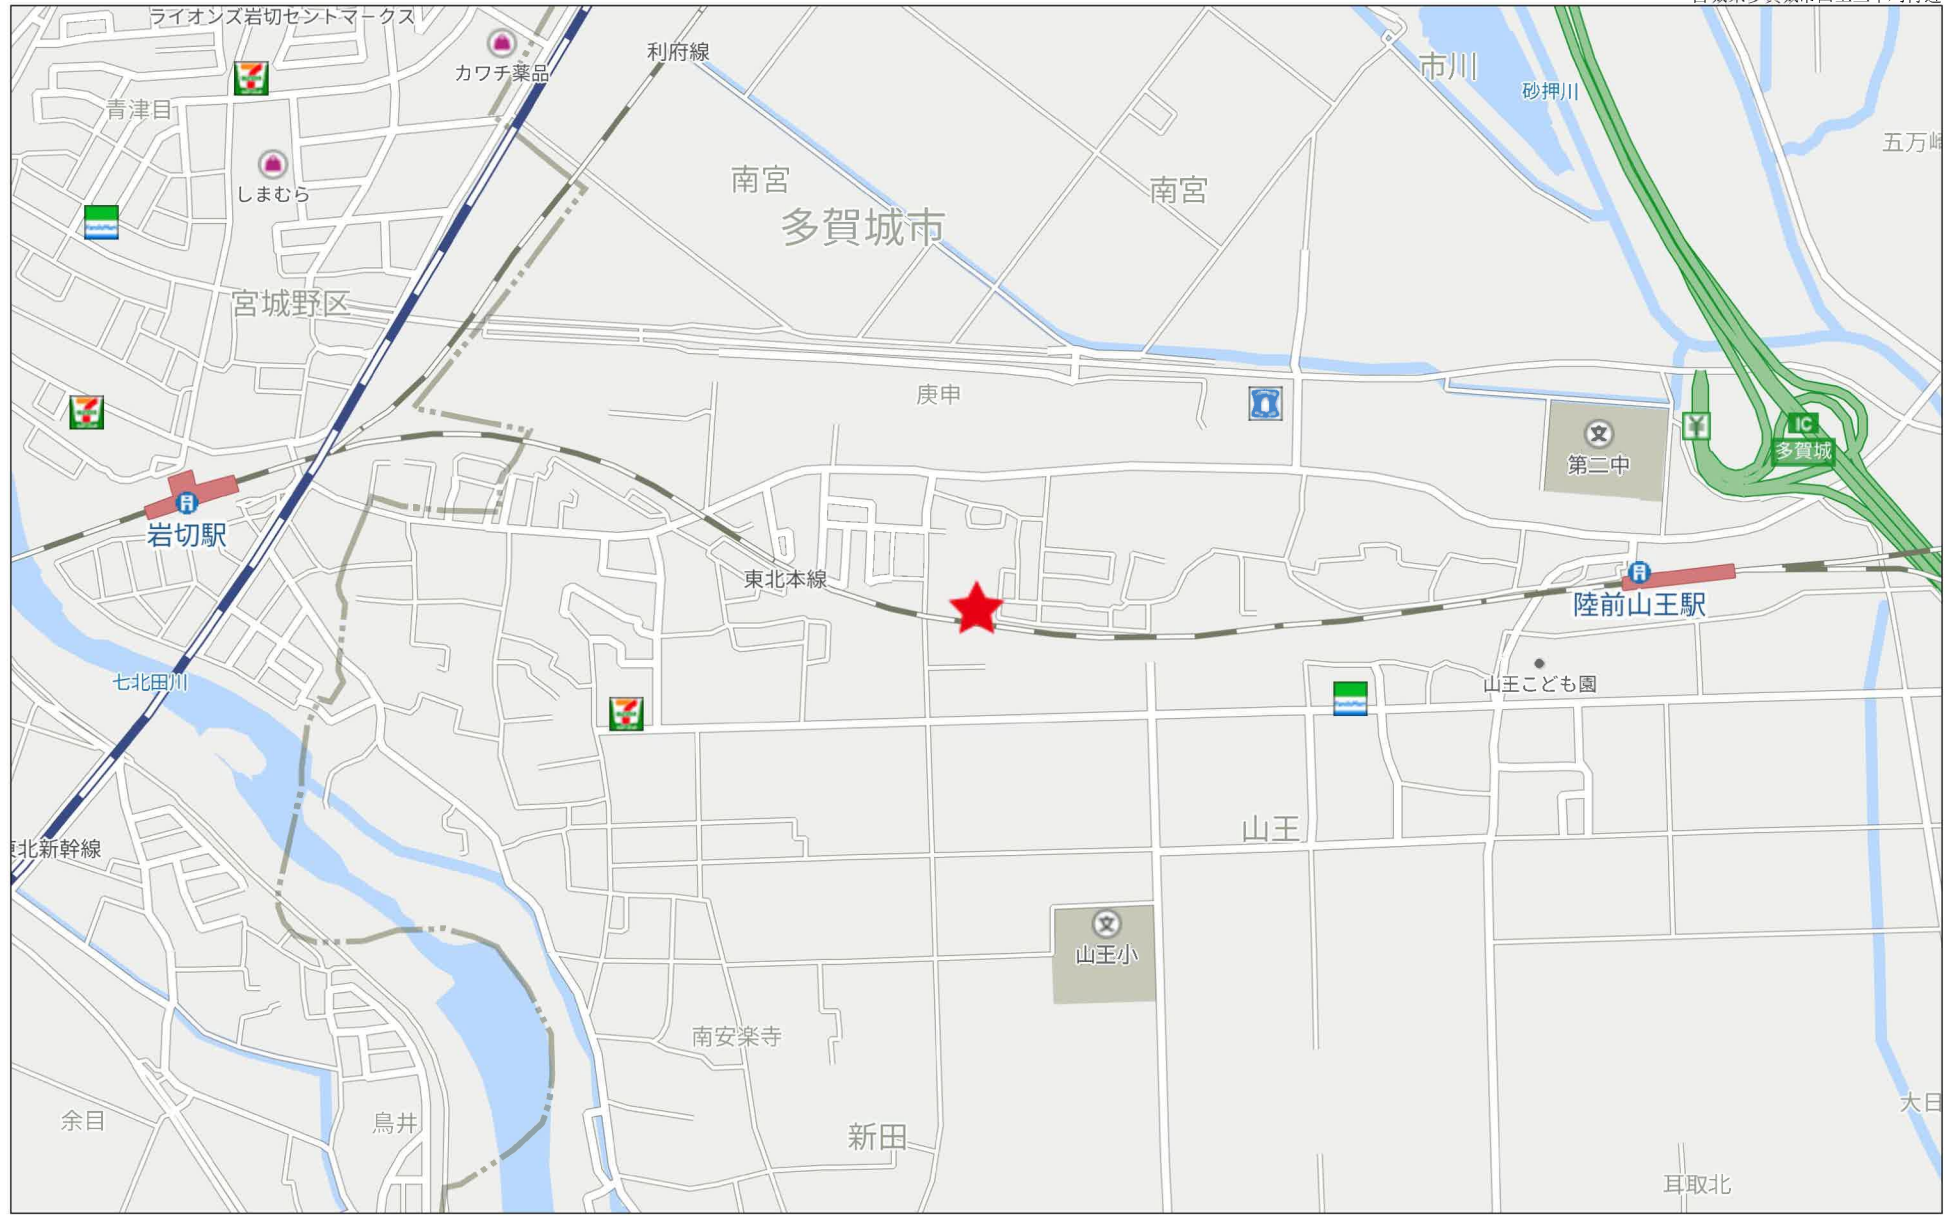 ライオンズ岩切セントマークス
カワチ薬品
利府線
市川
砂押川
青津目
五万崎
しまむら
南宮
南宮
多賀城市
宮城野区
庚申
IC
多賀城
¥
第二中
岩切駅
東北本線
陸前山王駅
七北田川
山王こども園
山王
東北新幹線
山王小
南安楽寺
余目
鳥井
新田
大日
耳取北